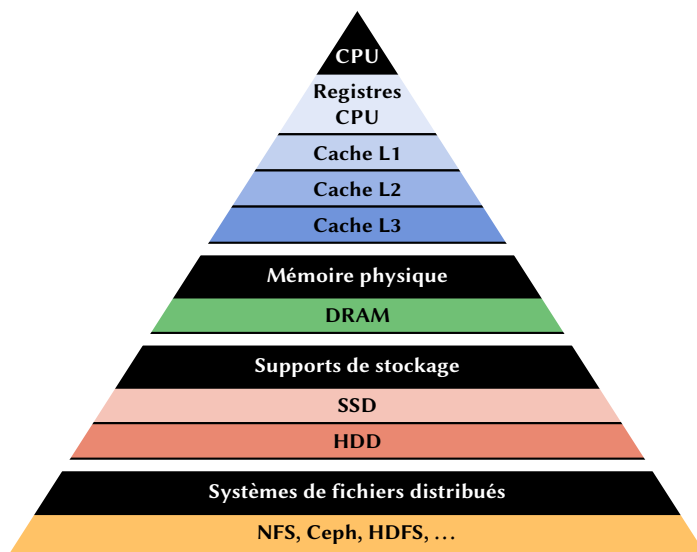 CPU
Registres
CPU
Cache L1
Cache L2
Cache L3
Mémoire physique
DRAM
Supports de stockage
SSD
HDD
Systèmes de fichiers distribués
NFS, Ceph, HDFS, ...